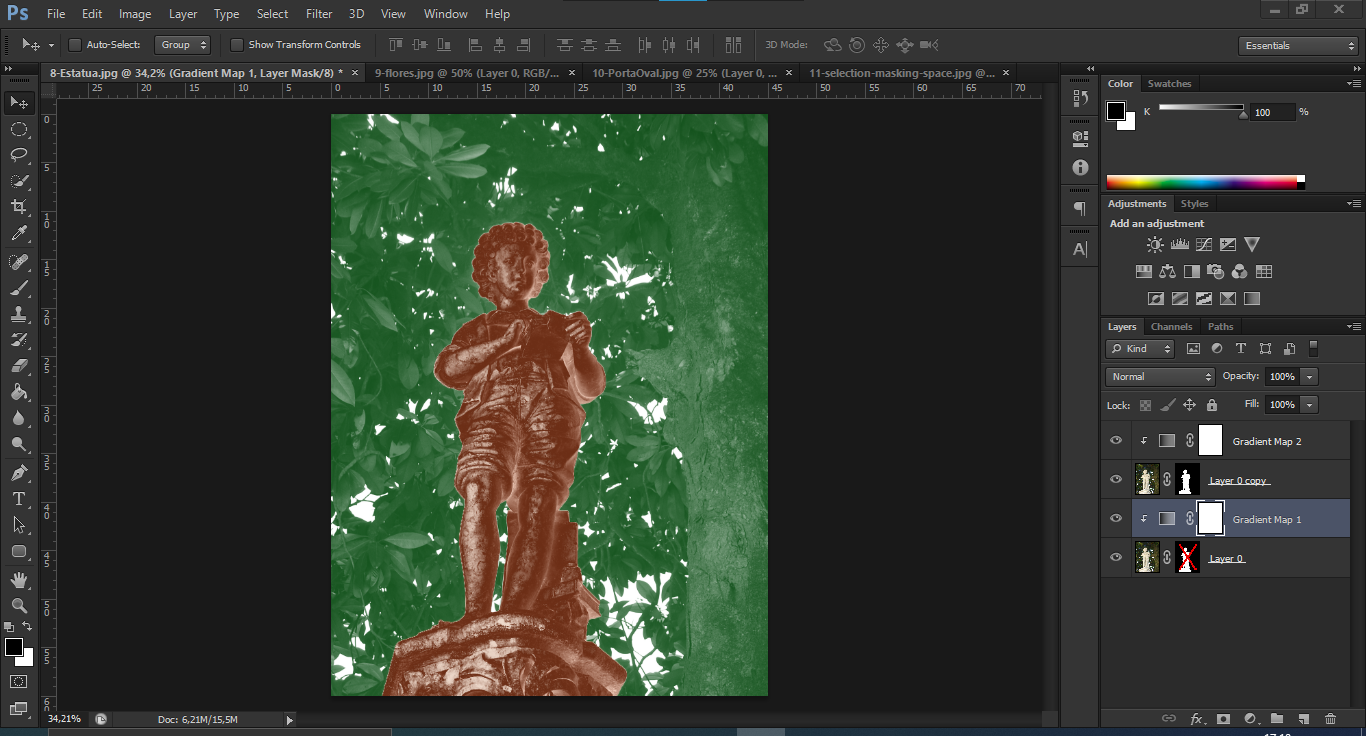 Ps File Edit Image Layer Type Select Filter 3D View Window Help
Auto-Select: Group Show Transform Controls 3D Mode: Essentials
8-Estatua.jpg @ 34,2% (Gradient Map 1, Layer Mask/8) * × 9-flores.jpg @ 50% (Layer 0, RGB/... × 10-PortaOval.jpg @ 25% (Layer 0, ... × 11-selection-masking-space.jpg @... ×
25 20 15 10 5 0 5 10 15 20 25 30 35 40 45 50 55 60 65 70
0
5
10
15
20
25
30
35
40
45
50
55
60
Color Swatches
K 100 %
Adjustments Styles
Add an adjustment
Layers Channels Paths
Kind
Normal Opacity: 100%
Lock: Fill: 100%
Gradient Map 2
Layer 0 copy
Gradient Map 1
Layer 0
fx
34,21% Doc: 6,21M/15,5M